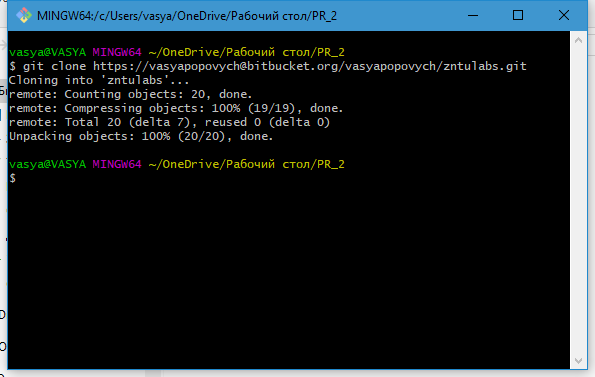 MINGW64:/c/Users/vasya/OneDrive/Рабочий стол/PR_2
vasya@VASYA MINGW64 ~/OneDrive/Рабочий стол/PR_2
$ git clone https://vasyapopovych@bitbucket.org/vasyapopovych/zntulabs.git
Cloning into 'zntulabs'...
remote: Counting objects: 20, done.
remote: Compressing objects: 100% (19/19), done.
remote: Total 20 (delta 7), reused 0 (delta 0)
Unpacking objects: 100% (20/20), done.
vasya@VASYA MINGW64 ~/OneDrive/Рабочий стол/PR_2
$